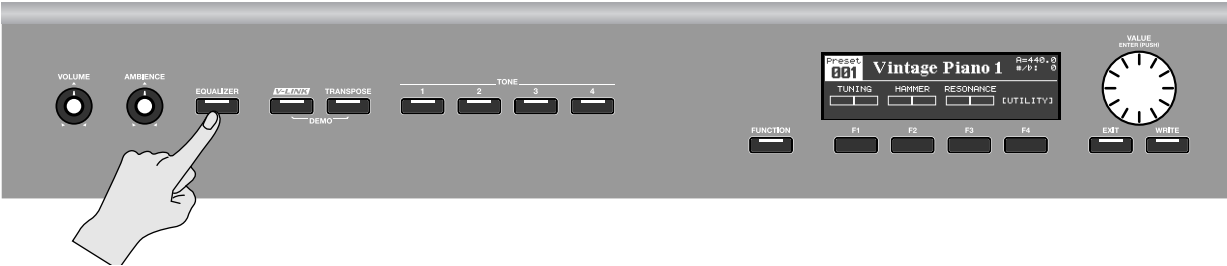 VOLUME
AMBIENCE
EQUALIZER
V-LINK
TRANSPOSE
DEMO
TONE
1
2
3
4
Preset
001
Vintage Piano 1
A=440.0
#/b: 0
TUNING
HAMMER
RESONANCE
[UTILITY]
FUNCTION
F1
F2
F3
F4
VALUE
ENTER (PUSH)
EXIT
WRITE